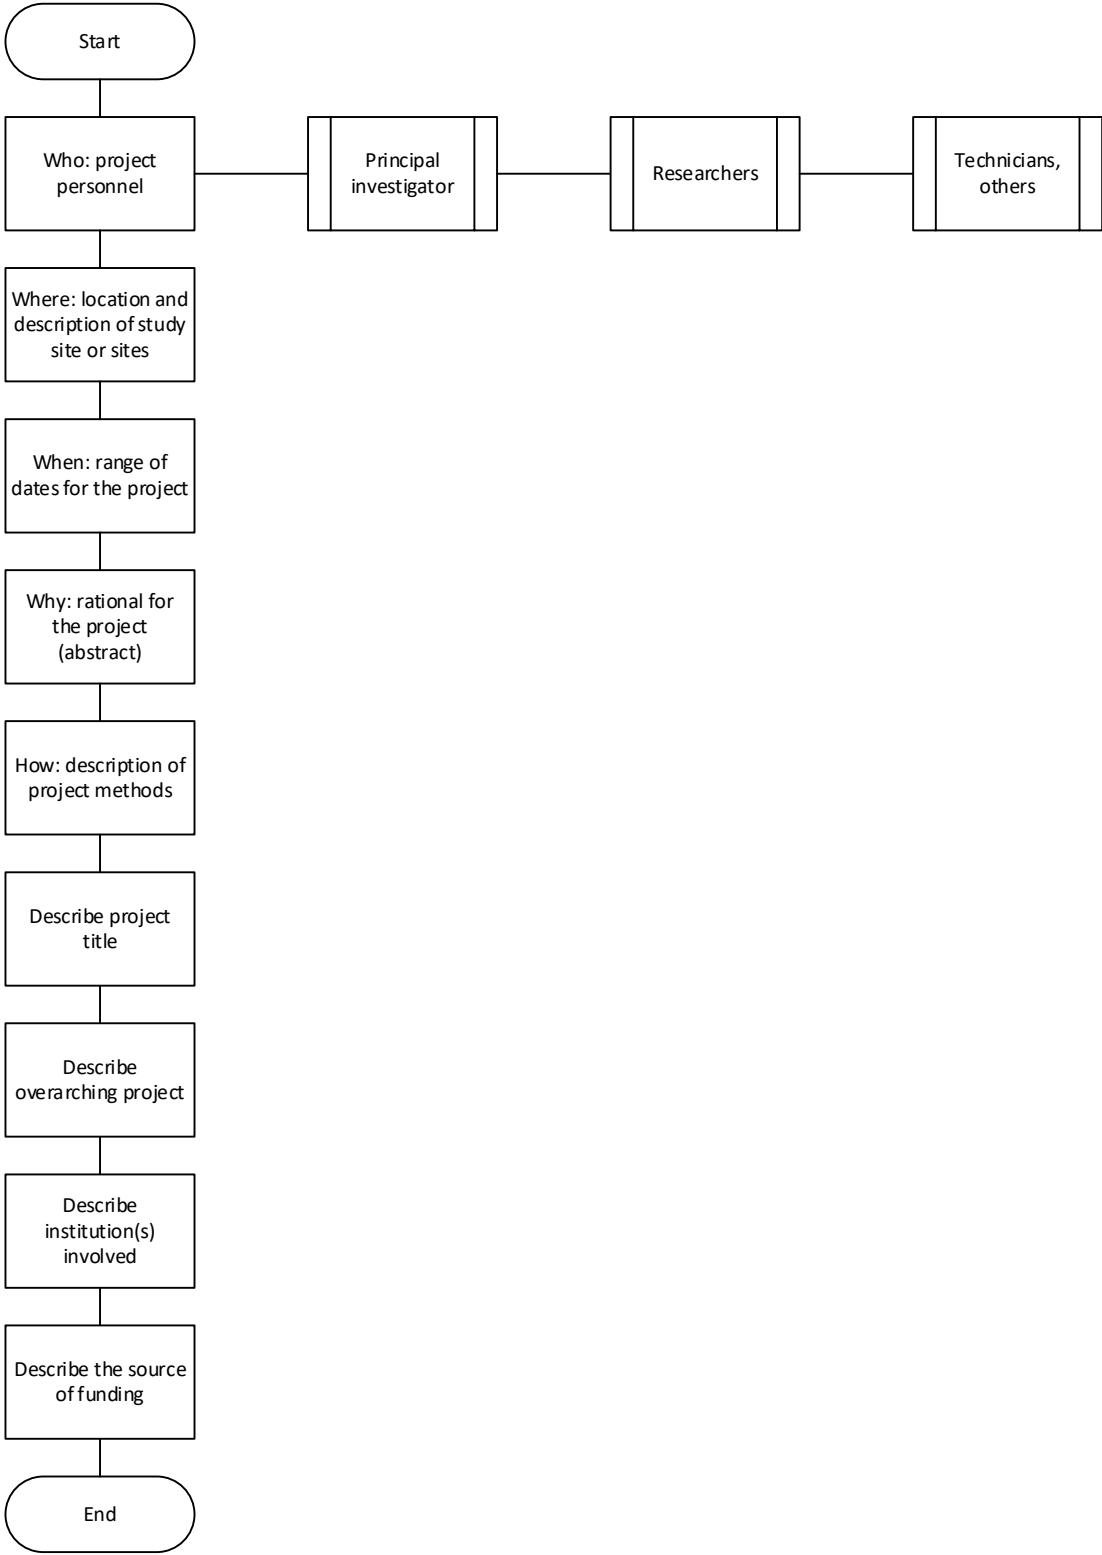 Start
Who: project
personnel
Principal
investigator
Researchers
Technicians,
others
Where: location and
description of study
site or sites
When: range of
dates for the project
Why: rational for
the project
(abstract)
How: description of
project methods
Describe project
title
Describe
overarching project
Describe
institution(s)
involved
Describe the source
of funding
End